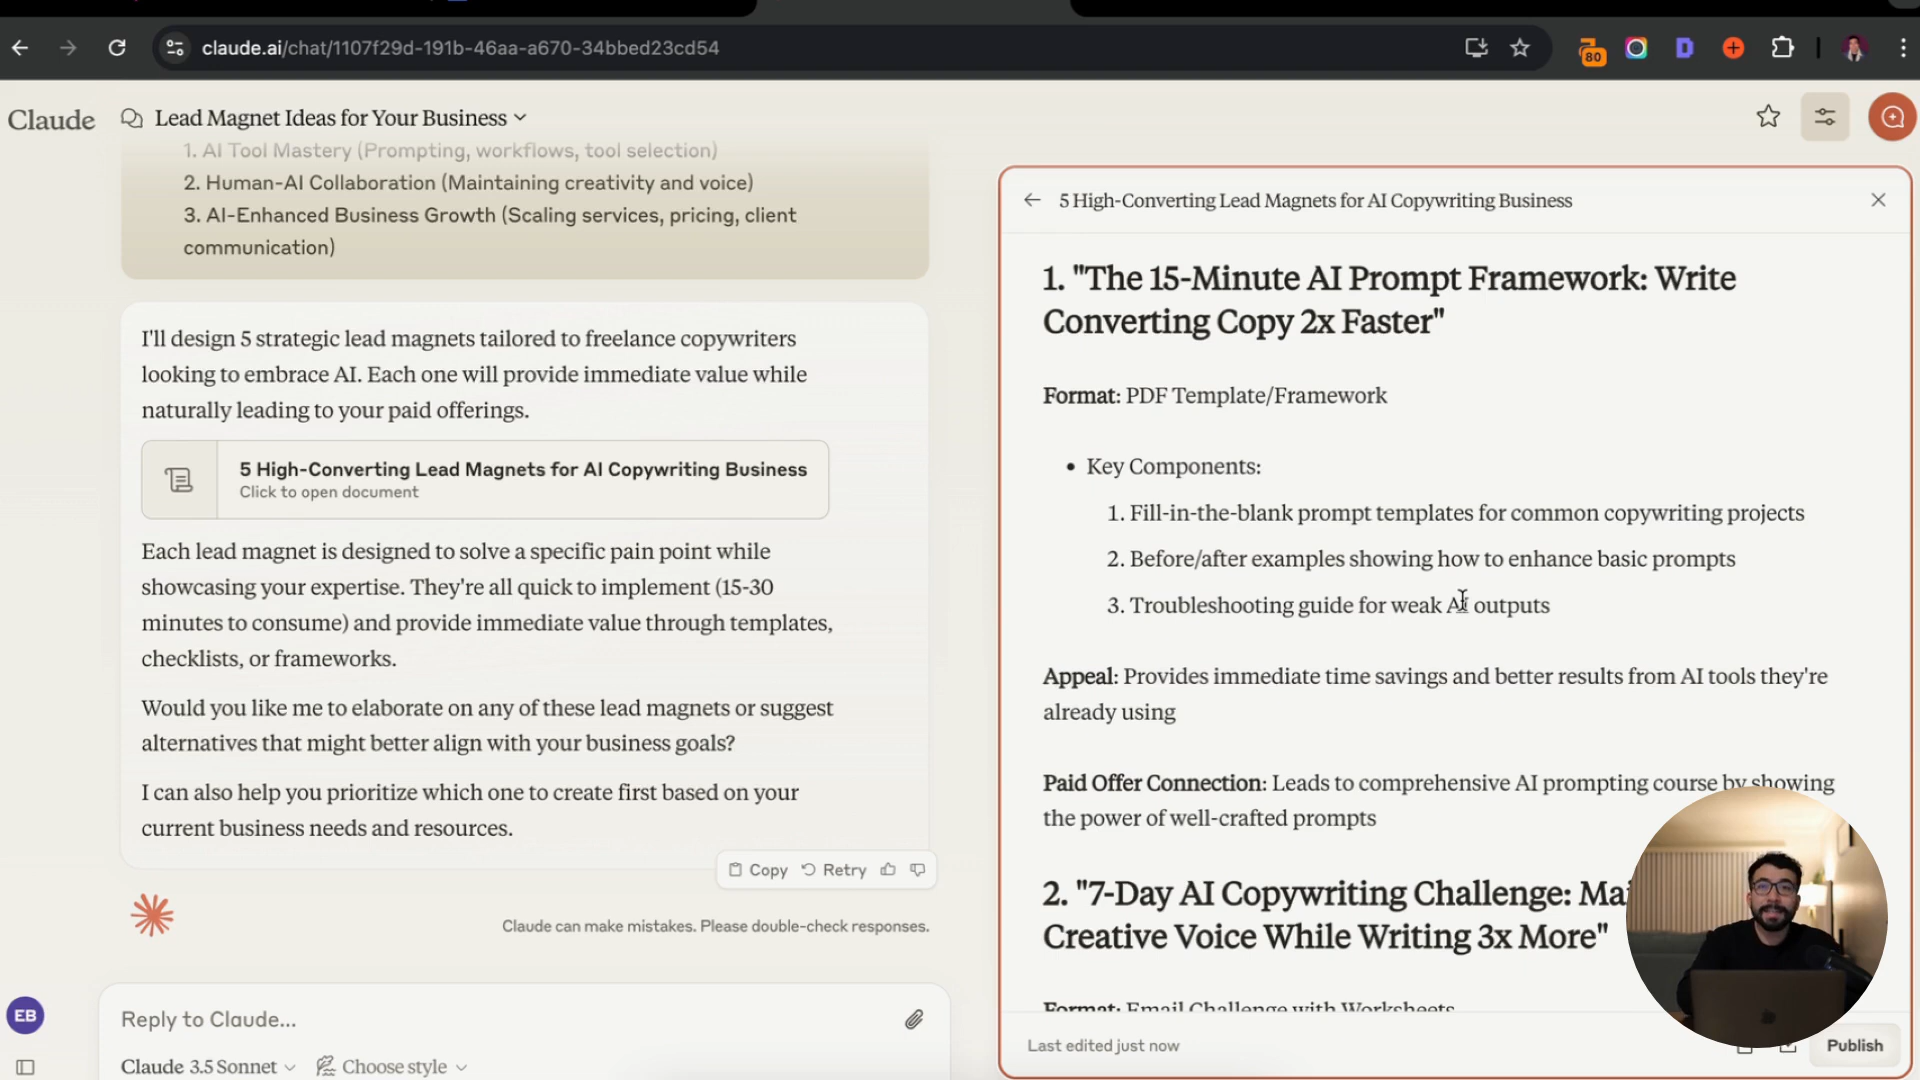 claude.ai/chat/1107f29d-191b-46aa-a670-34bbed23cd54
80
D
Claude
Lead Magnet Ideas for Your Business
1. AI Tool Mastery (Prompting, workflows, tool selection)
2. Human-AI Collaboration (Maintaining creativity and voice)
3. AI-Enhanced Business Growth (Scaling services, pricing, client
communication)
I'll design 5 strategic lead magnets tailored to freelance copywriters
looking to embrace AI. Each one will provide immediate value while
naturally leading to your paid offerings.
5 High-Converting Lead Magnets for AI Copywriting Business
Click to open document
Each lead magnet is designed to solve a specific pain point while
showcasing your expertise. They're all quick to implement (15-30
minutes to consume) and provide immediate value through templates,
checklists, or frameworks.
Would you like me to elaborate on any of these lead magnets or suggest
alternatives that might better align with your business goals?
I can also help you prioritize which one to create first based on your
current business needs and resources.
Copy
Retry
Claude can make mistakes. Please double-check responses.
EB
Reply to Claude...
Claude 3.5 Sonnet
Choose style
5 High-Converting Lead Magnets for AI Copywriting Business
1. "The 15-Minute AI Prompt Framework: Write
Converting Copy 2x Faster"
Format: PDF Template/Framework
• Key Components:
1. Fill-in-the-blank prompt templates for common copywriting projects
2. Before/after examples showing how to enhance basic prompts
3. Troubleshooting guide for weak AI outputs
Appeal: Provides immediate time savings and better results from AI tools they're
already using
Paid Offer Connection: Leads to comprehensive AI prompting course by showing
the power of well-crafted prompts
2. "7-Day AI Copywriting Challenge:
Creative Voice While Writing 3x More"
Format: Email Challenge with Worksheets
Last edited just now
Publish